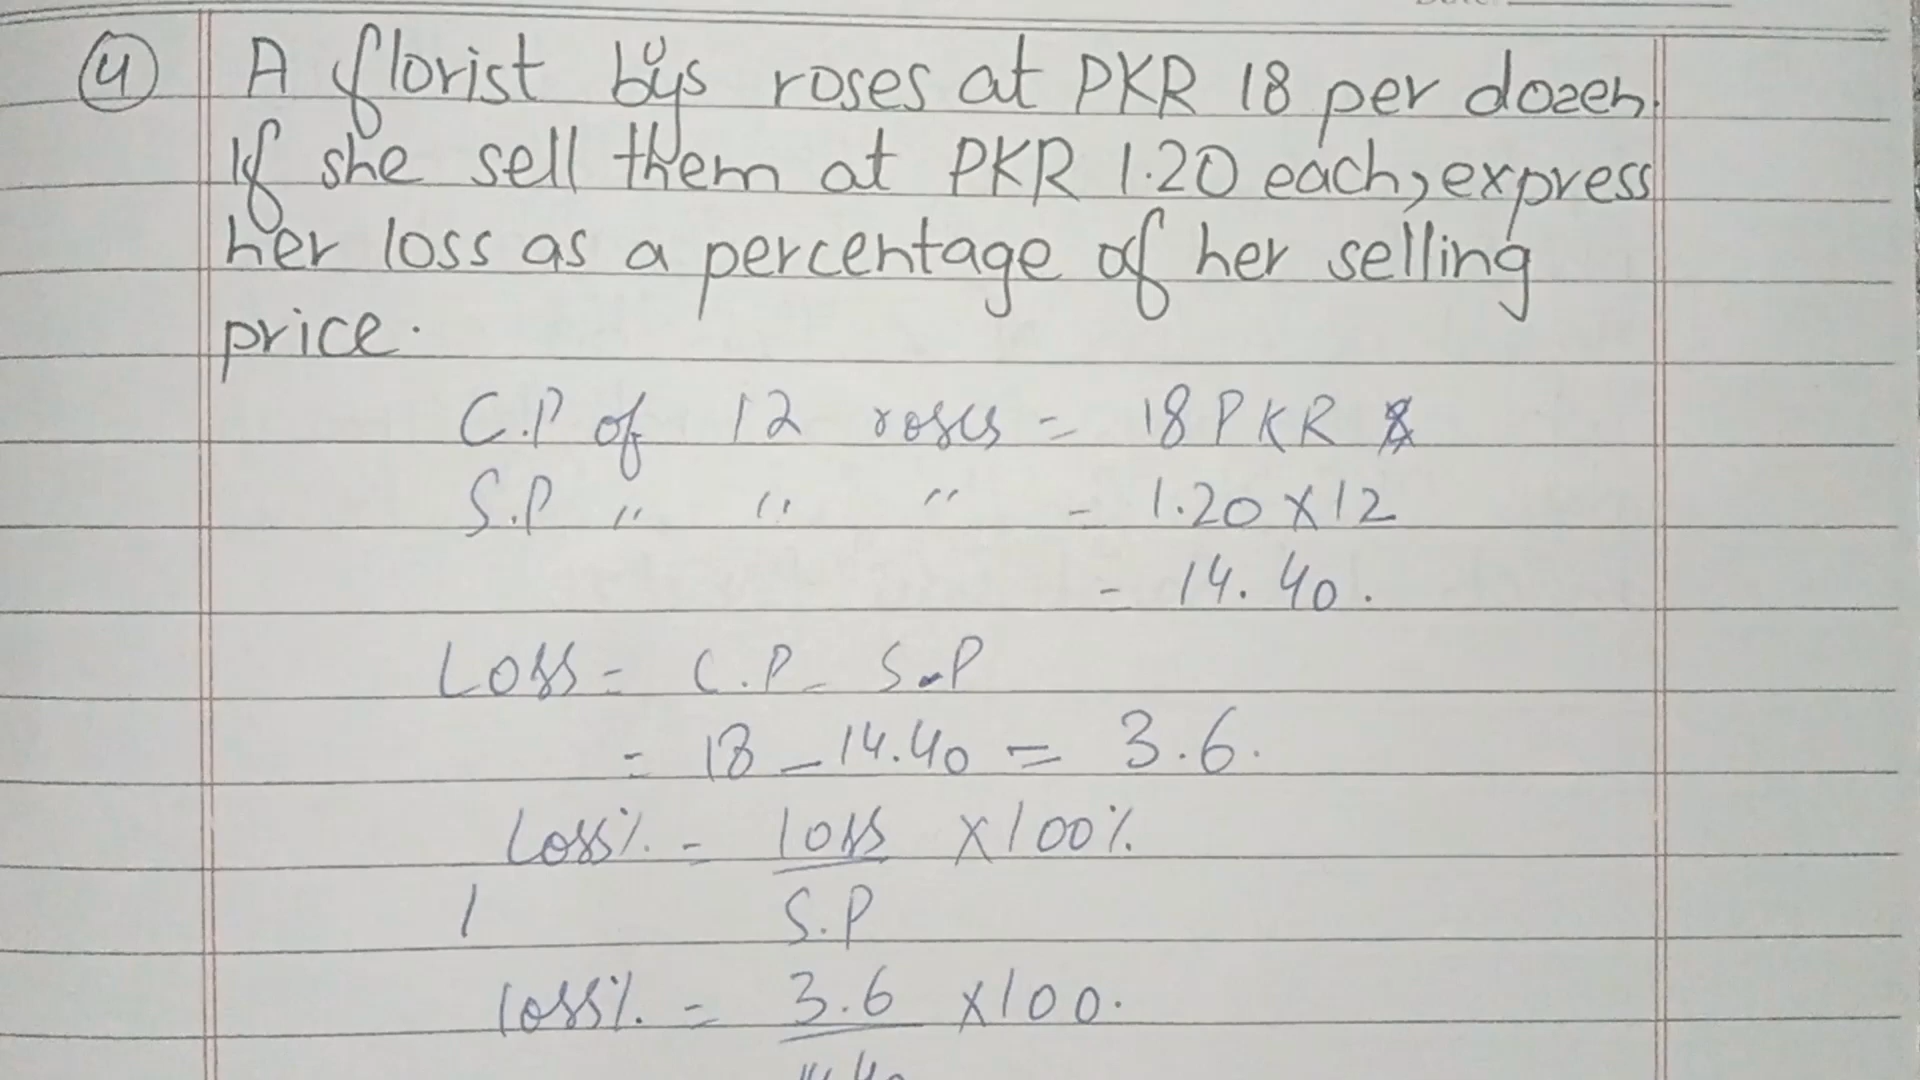 4 A florist buys roses at PKR 18 per dozen.
If she sell them at PKR 1.20 each, express
her loss as a percentage of her selling
price.
C.P of 12 roses = 18 PKR
S.P " " " = 1.20 x 12
= 14.40.
Loss = C.P - S.P
= 18 - 14.40 = 3.6.
Loss% = loss x 100%
S.P
loss% = 3.6 x 100.
14.40